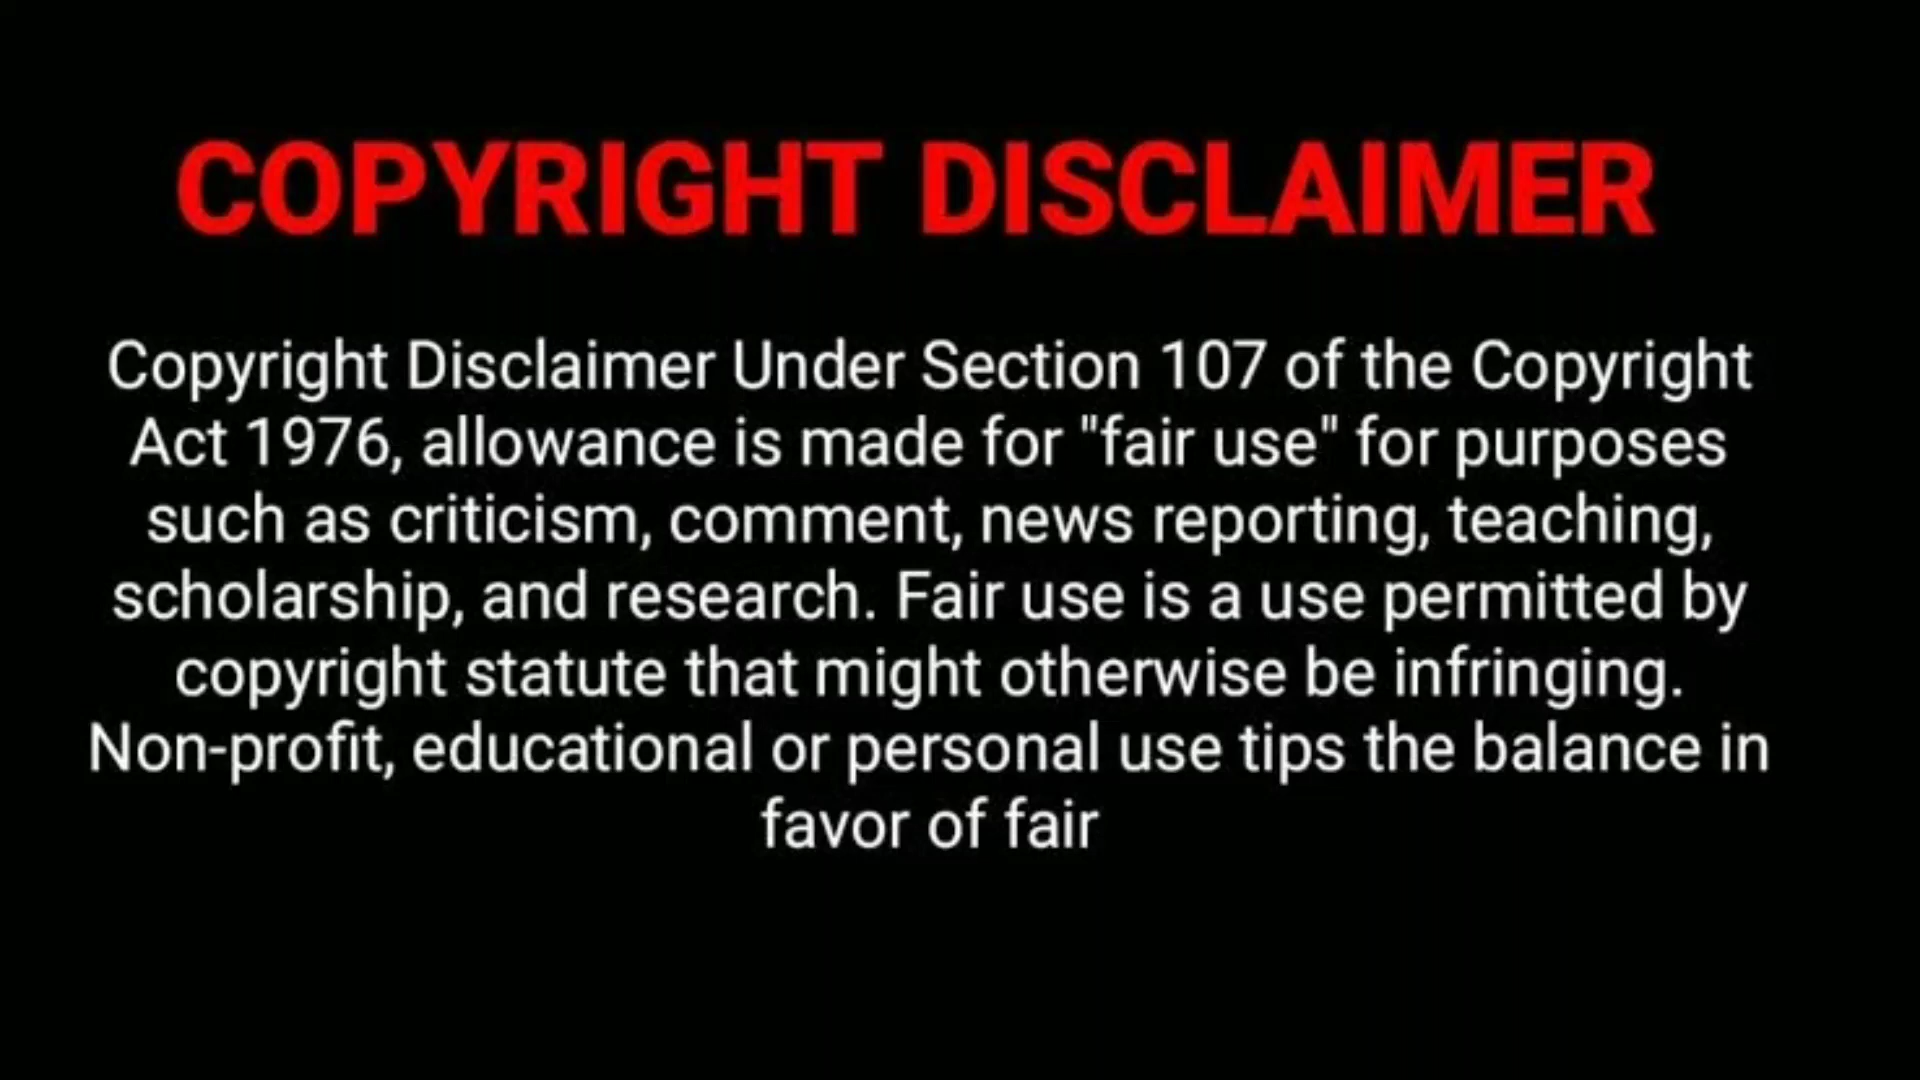 COPYRIGHT DISCLAIMER
Copyright Disclaimer Under Section 107 of the Copyright
Act 1976, allowance is made for "fair use" for purposes
such as criticism, comment, news reporting, teaching,
scholarship, and research. Fair use is a use permitted by
copyright statute that might otherwise be infringing.
Non-profit, educational or personal use tips the balance in
favor of fair